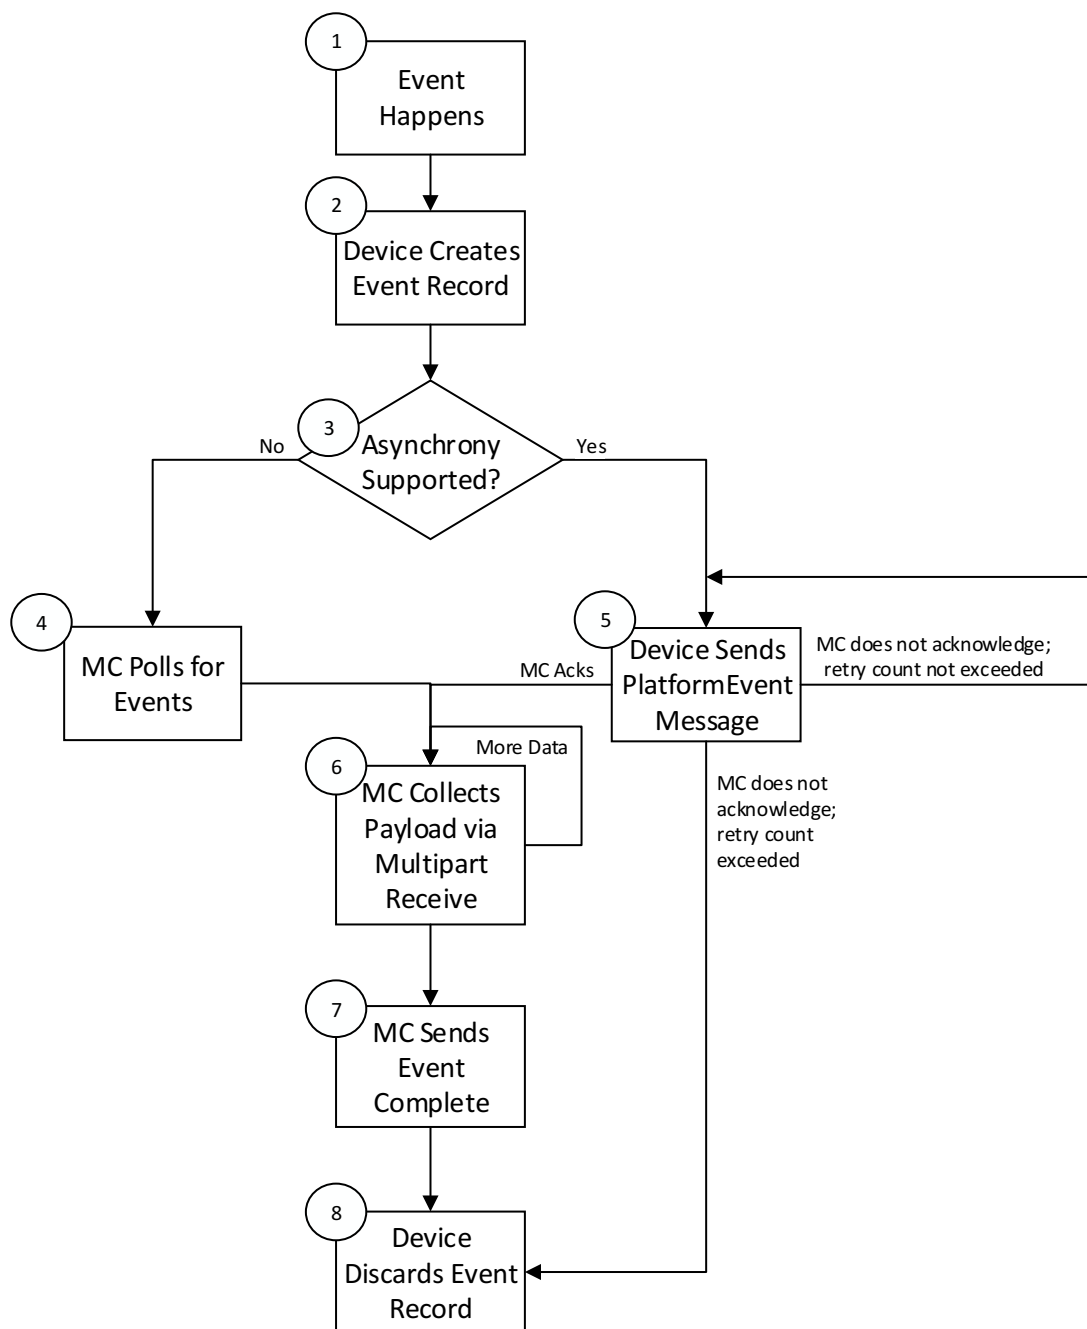 1
Event
Happens
2
Device Creates
Event Record
3
Asynchrony
Supported?
No
Yes
4
MC Polls for
Events
5
Device Sends
PlatformEvent
Message
MC Acks
MC does not acknowledge;
retry count not exceeded
More Data
6
MC Collects
Payload via
Multipart
Receive
MC does not
acknowledge;
retry count
exceeded
7
MC Sends
Event
Complete
8
Device
Discards Event
Record